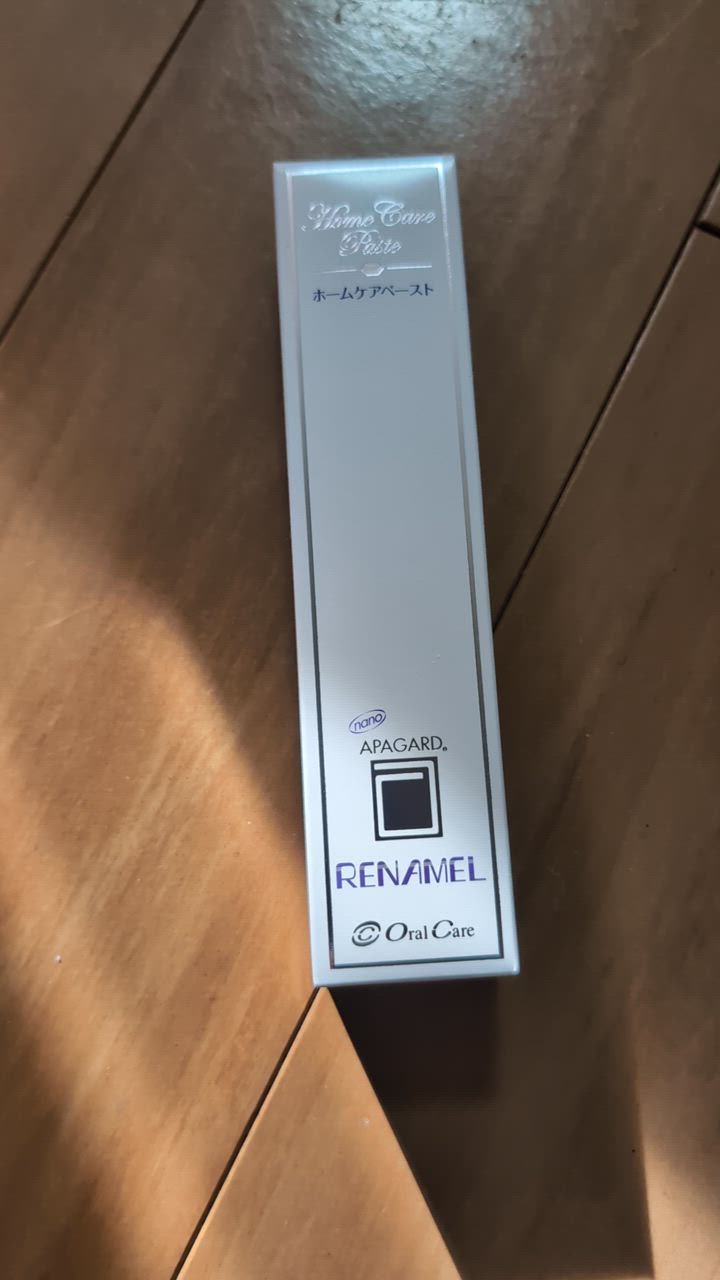 Home Care
Paste
ホームケアペースト
nano
APAGARD®
RENAMEL
Oral Care